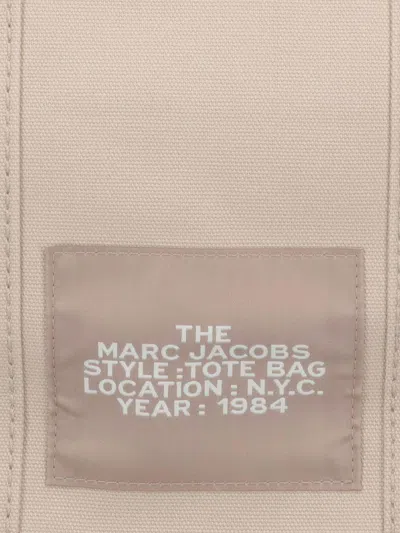 THE
MARC JACOBS
STYLE : TOTE BAG
LOCATION : N.Y.C.
YEAR : 1984